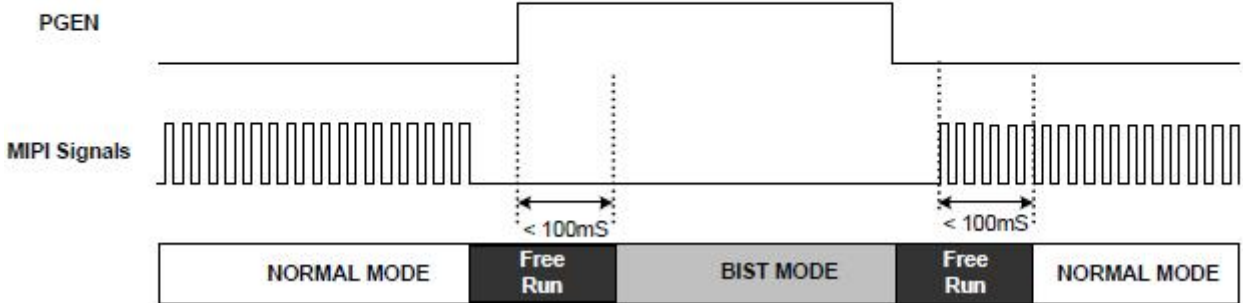 PGEN
MIPI Signals
< 100mS
< 100mS
NORMAL MODE
Free
Run
BIST MODE
Free
Run
NORMAL MODE